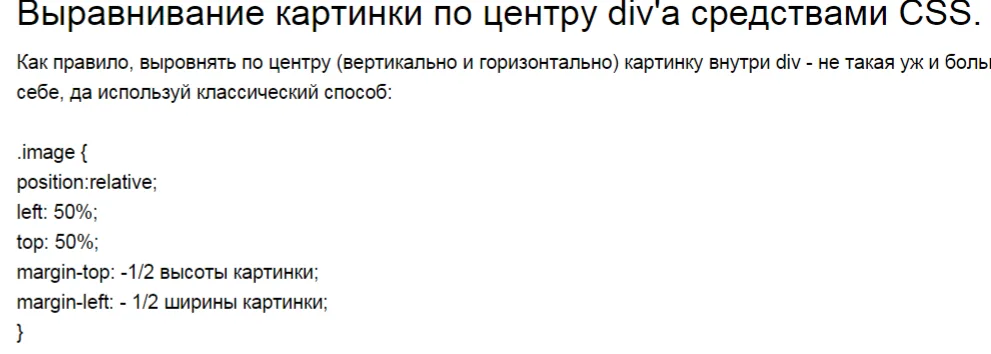 Выравнивание картинки по центру div'а средствами CSS.
Как правило, выровнять по центру (вертикально и горизонтально) картинку внутри div - не такая уж и боль
себе, да используй классический способ:
.image {
position:relative;
left: 50%;
top: 50%;
margin-top: -1/2 высоты картинки;
margin-left: - 1/2 ширины картинки;
}